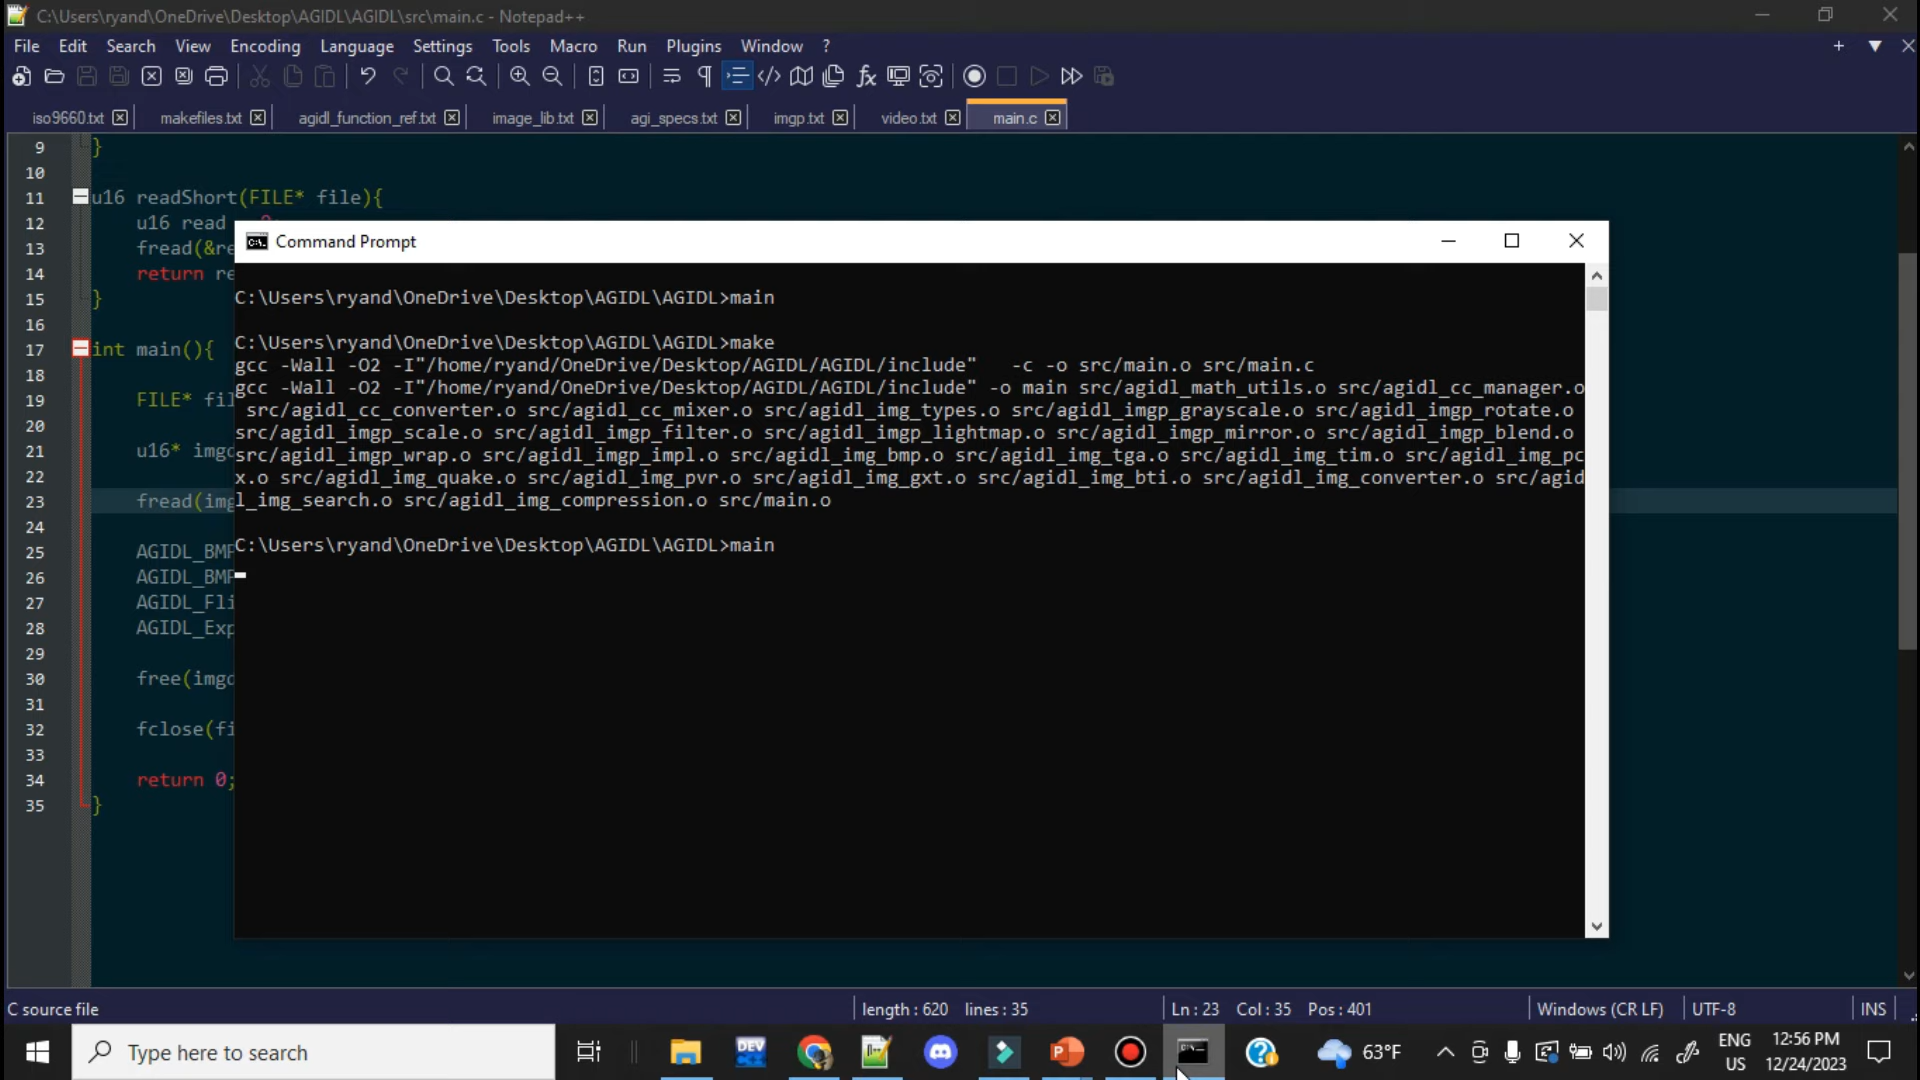 C:\Users\ryand\OneDrive\Desktop\AGIDL\AGIDL\src\main.c - Notepad++
File Edit Search View Encoding Language Settings Tools Macro Run Plugins Window ?
iso9660.txt makefiles.txt agidl_function_ref.txt image_lib.txt agi_specs.txt imgp.txt video.txt main.c
9 }
10
11 u16 readShort(FILE* file){
12 u16 read
13 fread(&re
14 return re
15 }
16
17 int main(){
18
19 FILE* fil
20
21 u16* imgd
22
23 fread(img
24
25 AGIDL_BMP
26 AGIDL_BMP
27 AGIDL_Fli
28 AGIDL_Exp
29
30 free(imgd
31
32 fclose(fi
33
34 return 0;
35 }
Command Prompt
C:\Users\ryand\OneDrive\Desktop\AGIDL\AGIDL>main
C:\Users\ryand\OneDrive\Desktop\AGIDL\AGIDL>make
gcc -Wall -O2 -I"/home/ryand/OneDrive/Desktop/AGIDL/AGIDL/include"   -c -o src/main.o src/main.c
gcc -Wall -O2 -I"/home/ryand/OneDrive/Desktop/AGIDL/AGIDL/include" -o main src/agidl_math_utils.o src/agidl_cc_manager.o
src/agidl_cc_converter.o src/agidl_cc_mixer.o src/agidl_img_types.o src/agidl_imgp_grayscale.o src/agidl_imgp_rotate.o
src/agidl_imgp_scale.o src/agidl_imgp_filter.o src/agidl_imgp_lightmap.o src/agidl_imgp_mirror.o src/agidl_imgp_blend.o
src/agidl_imgp_wrap.o src/agidl_imgp_impl.o src/agidl_img_bmp.o src/agidl_img_tga.o src/agidl_img_tim.o src/agidl_img_pc
x.o src/agidl_img_quake.o src/agidl_img_pvr.o src/agidl_img_gxt.o src/agidl_img_bti.o src/agidl_img_converter.o src/agid
l_img_search.o src/agidl_img_compression.o src/main.o
C:\Users\ryand\OneDrive\Desktop\AGIDL\AGIDL>main
C source file length : 620 lines : 35 Ln : 23 Col : 35 Pos : 401 Windows (CR LF) UTF-8 INS
Type here to search DEV 63°F ENG 12:56 PM
US 12/24/2023